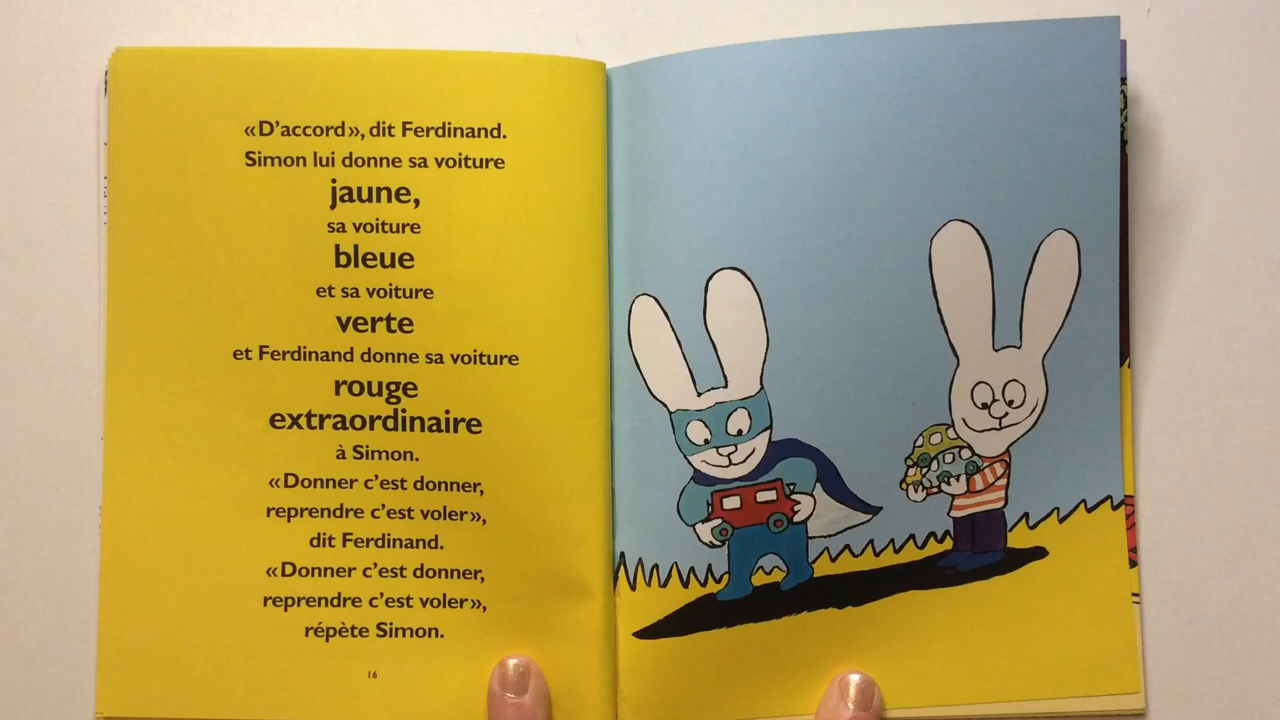 «D'accord», dit Ferdinand.
Simon lui donne sa voiture
jaune,
sa voiture
bleue
et sa voiture
verte
et Ferdinand donne sa voiture
rouge
extraordinaire
à Simon.
«Donner c'est donner,
reprendre c'est voler»,
dit Ferdinand.
«Donner c'est donner,
reprendre c'est voler»,
répète Simon.
16